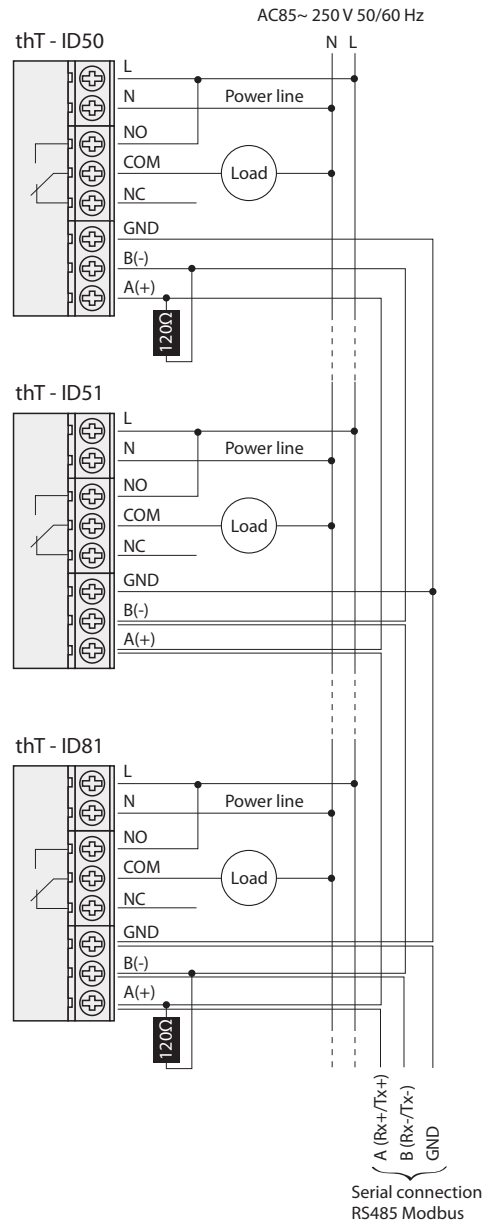 AC85~ 250 V 50/60 Hz
N L
thT - ID50
L
N
Power line
NO
COM
Load
NC
GND
B(-)
A(+)
120Ω
thT - ID51
L
N
Power line
NO
COM
Load
NC
GND
B(-)
A(+)
thT - ID81
L
N
Power line
NO
COM
Load
NC
GND
B(-)
A(+)
120Ω
A (Rx+/Tx+)
B (Rx-/Tx-)
GND
Serial connection
RS485 Modbus